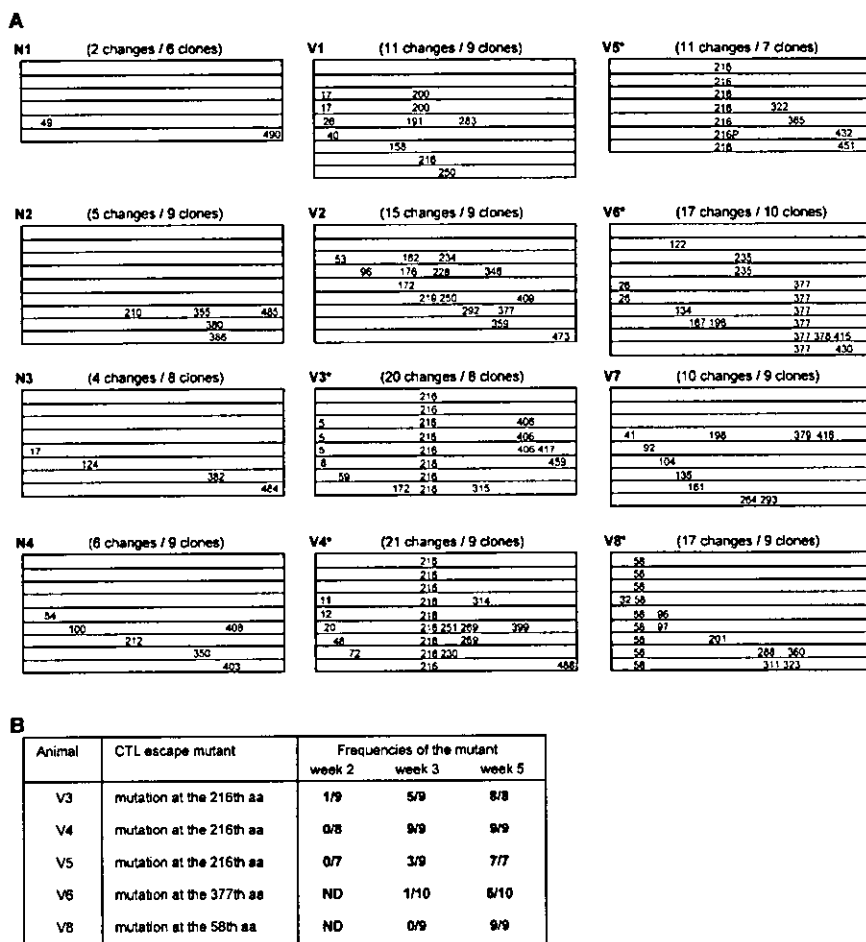 A
N1 (2 changes / 6 clones)
49
490
V1 (11 changes / 9 clones)
17 200
17 200
26 191 283
40
158
216
250
V5* (11 changes / 7 clones)
216
216
216
216 322
216 365
216P 432
216 451
N2 (5 changes / 9 clones)
210 355 485
380
386
V2 (15 changes / 9 clones)
53 182 234
96 176 228 346
172
219 250 409
292 377
359
473
V6* (17 changes / 10 clones)
122
235
235
26 377
26 377
134 377
167 196 377
377 378 415
377 430
N3 (4 changes / 8 clones)
17
124
382
484
V3* (20 changes / 8 clones)
216
216
5 216 406
5 216 406
5 216 406 417
8 216 459
59 216
172 216 315
V7 (10 changes / 9 clones)
41 198 379 416
92
104
135
161
264 293
N4 (6 changes / 9 clones)
100 408
212
350
403
V4* (21 changes / 9 clones)
216
216
216
11 216 314
12 216
20 216 251 269 399
48 216 269
72 216 230
216 488
V8* (17 changes / 9 clones)
58
58
58
32 58
58 96
58 97
58 201
58 288 360
58 311 323
B
Animal CTL escape mutant Frequencies of the mutant
week 2 week 3 week 5
V3 mutation at the 216th aa 1/9 5/9 8/8
V4 mutation at the 216th aa 0/8 9/9 9/9
V5 mutation at the 216th aa 0/7 3/9 7/7
V6 mutation at the 377th aa ND 1/10 6/10
V8 mutation at the 58th aa ND 0/9 9/9